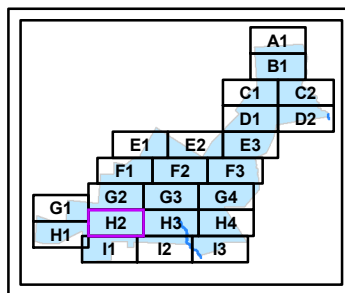 A1
B1
C1 C2
D1 D2
E1 E2 E3
F1 F2 F3
G2 G3 G4
G1
H2 H3 H4
H1
I1 I2 I3